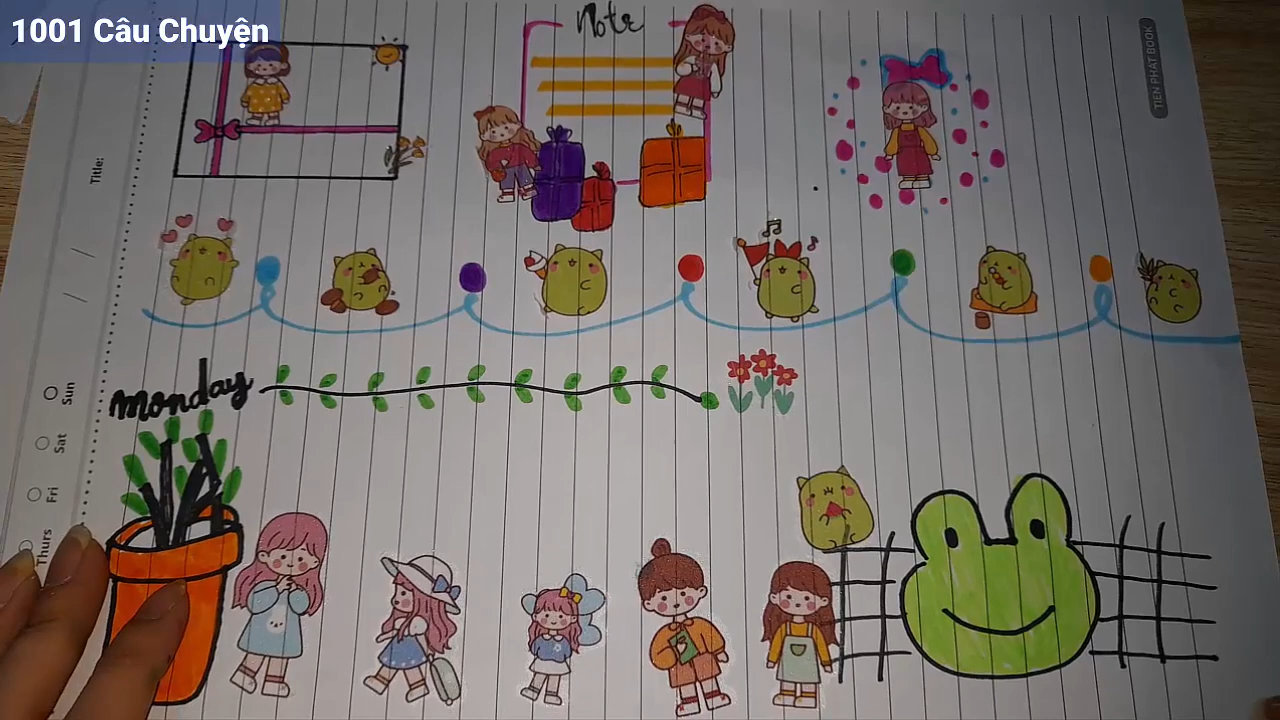 1001 Câu Chuyện
Note
TIEN PHAT BOOK
Title:
/ /
monday
Sun
Sat
Fri
Thurs